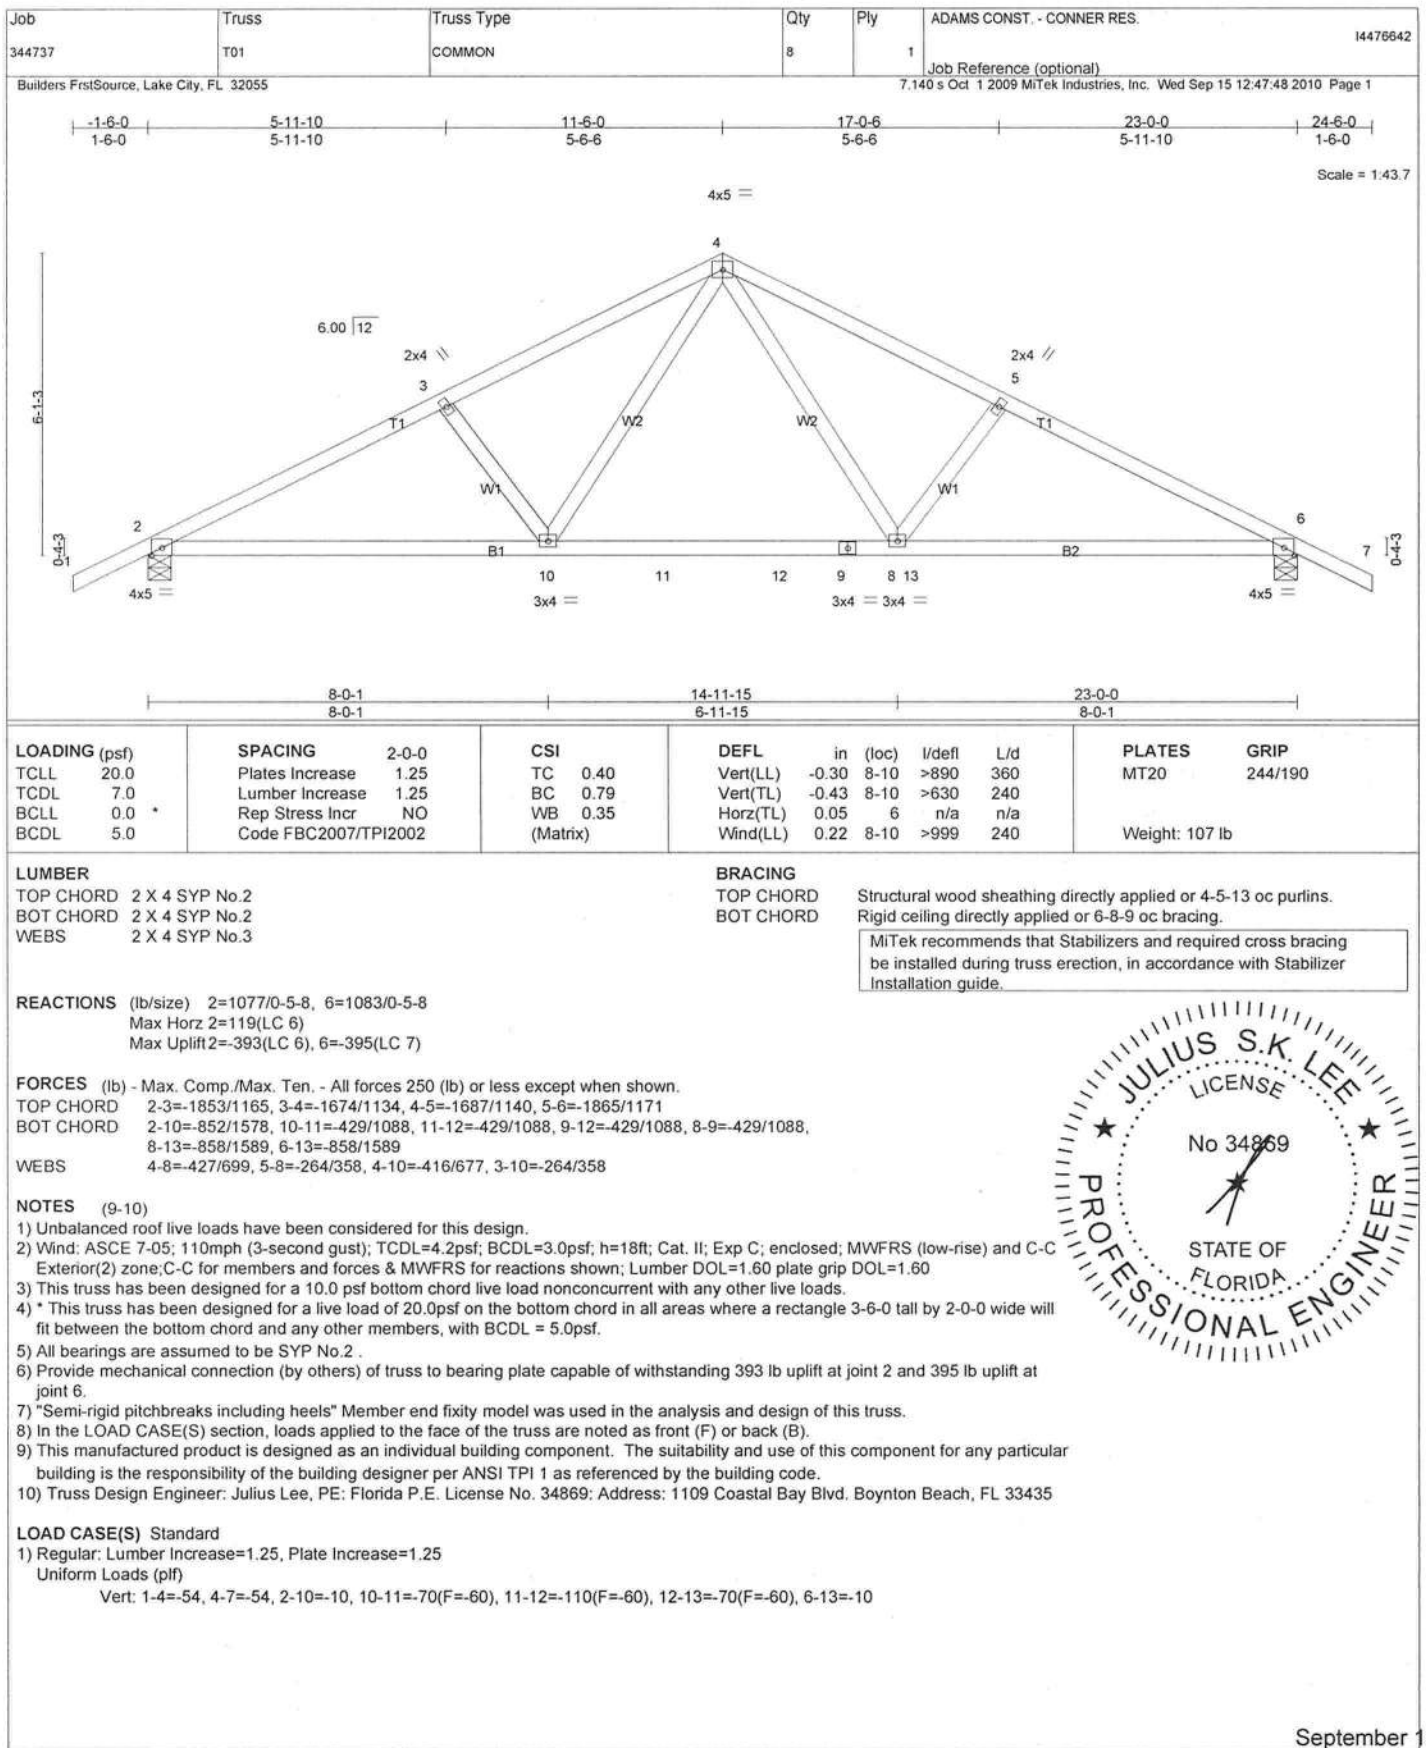 Job Truss Truss Type Qty Ply ADAMS CONST. - CONNER RES.
I4476642
344737 T01 COMMON 8 1
Job Reference (optional)
Builders FrstSource, Lake City, FL 32055 7.140 s Oct 1 2009 MiTek Industries, Inc. Wed Sep 15 12:47:48 2010 Page 1
-1-6-0 5-11-10 11-6-0 17-0-6 23-0-0 24-6-0
1-6-0 5-11-10 5-6-6 5-6-6 5-11-10 1-6-0
Scale = 1:43.7
4x5 =
4
6.00 12
2x4 \\ 2x4 //
3 5
6-1-3
T1 W2 W2 T1
W1 W1
2 6
0-4-3 1 B1 B2 7 0-4-3
10 11 12 9 8 13
4x5 = 3x4 = 3x4 = 3x4 = 4x5 =
8-0-1 14-11-15 23-0-0
8-0-1 6-11-15 8-0-1
LOADING (psf) SPACING 2-0-0 CSI DEFL in (loc) l/defl L/d PLATES GRIP
TCLL 20.0 Plates Increase 1.25 TC 0.40 Vert(LL) -0.30 8-10 >890 360 MT20 244/190
TCDL 7.0 Lumber Increase 1.25 BC 0.79 Vert(TL) -0.43 8-10 >630 240
BCLL 0.0 * Rep Stress Incr NO WB 0.35 Horz(TL) 0.05 6 n/a n/a
BCDL 5.0 Code FBC2007/TPI2002 (Matrix) Wind(LL) 0.22 8-10 >999 240 Weight: 107 lb
LUMBER BRACING
TOP CHORD 2 X 4 SYP No.2 TOP CHORD Structural wood sheathing directly applied or 4-5-13 oc purlins.
BOT CHORD 2 X 4 SYP No.2 BOT CHORD Rigid ceiling directly applied or 6-8-9 oc bracing.
WEBS 2 X 4 SYP No.3
MiTek recommends that Stabilizers and required cross bracing
be installed during truss erection, in accordance with Stabilizer
Installation guide.
REACTIONS (lb/size) 2=1077/0-5-8, 6=1083/0-5-8
Max Horz 2=119(LC 6)
Max Uplift 2=-393(LC 6), 6=-395(LC 7)
FORCES (lb) - Max. Comp./Max. Ten. - All forces 250 (lb) or less except when shown.
TOP CHORD 2-3=-1853/1165, 3-4=-1674/1134, 4-5=-1687/1140, 5-6=-1865/1171
BOT CHORD 2-10=-852/1578, 10-11=-429/1088, 11-12=-429/1088, 9-12=-429/1088, 8-9=-429/1088,
8-13=-858/1589, 6-13=-858/1589
WEBS 4-8=-427/699, 5-8=-264/358, 4-10=-416/677, 3-10=-264/358
JULIUS S.K. LEE
LICENSE
No 34869
STATE OF
FLORIDA
PROFESSIONAL ENGINEER
NOTES (9-10)
1) Unbalanced roof live loads have been considered for this design.
2) Wind: ASCE 7-05; 110mph (3-second gust); TCDL=4.2psf; BCDL=3.0psf; h=18ft; Cat. II; Exp C; enclosed; MWFRS (low-rise) and C-C
Exterior(2) zone;C-C for members and forces & MWFRS for reactions shown; Lumber DOL=1.60 plate grip DOL=1.60
3) This truss has been designed for a 10.0 psf bottom chord live load nonconcurrent with any other live loads.
4) * This truss has been designed for a live load of 20.0psf on the bottom chord in all areas where a rectangle 3-6-0 tall by 2-0-0 wide will
fit between the bottom chord and any other members, with BCDL = 5.0psf.
5) All bearings are assumed to be SYP No.2 .
6) Provide mechanical connection (by others) of truss to bearing plate capable of withstanding 393 lb uplift at joint 2 and 395 lb uplift at
joint 6.
7) "Semi-rigid pitchbreaks including heels" Member end fixity model was used in the analysis and design of this truss.
8) In the LOAD CASE(S) section, loads applied to the face of the truss are noted as front (F) or back (B).
9) This manufactured product is designed as an individual building component. The suitability and use of this component for any particular
building is the responsibility of the building designer per ANSI TPI 1 as referenced by the building code.
10) Truss Design Engineer: Julius Lee, PE: Florida P.E. License No. 34869: Address: 1109 Coastal Bay Blvd. Boynton Beach, FL 33435
LOAD CASE(S) Standard
1) Regular: Lumber Increase=1.25, Plate Increase=1.25
Uniform Loads (plf)
Vert: 1-4=-54, 4-7=-54, 2-10=-10, 10-11=-70(F=-60), 11-12=-110(F=-60), 12-13=-70(F=-60), 6-13=-10
September 1